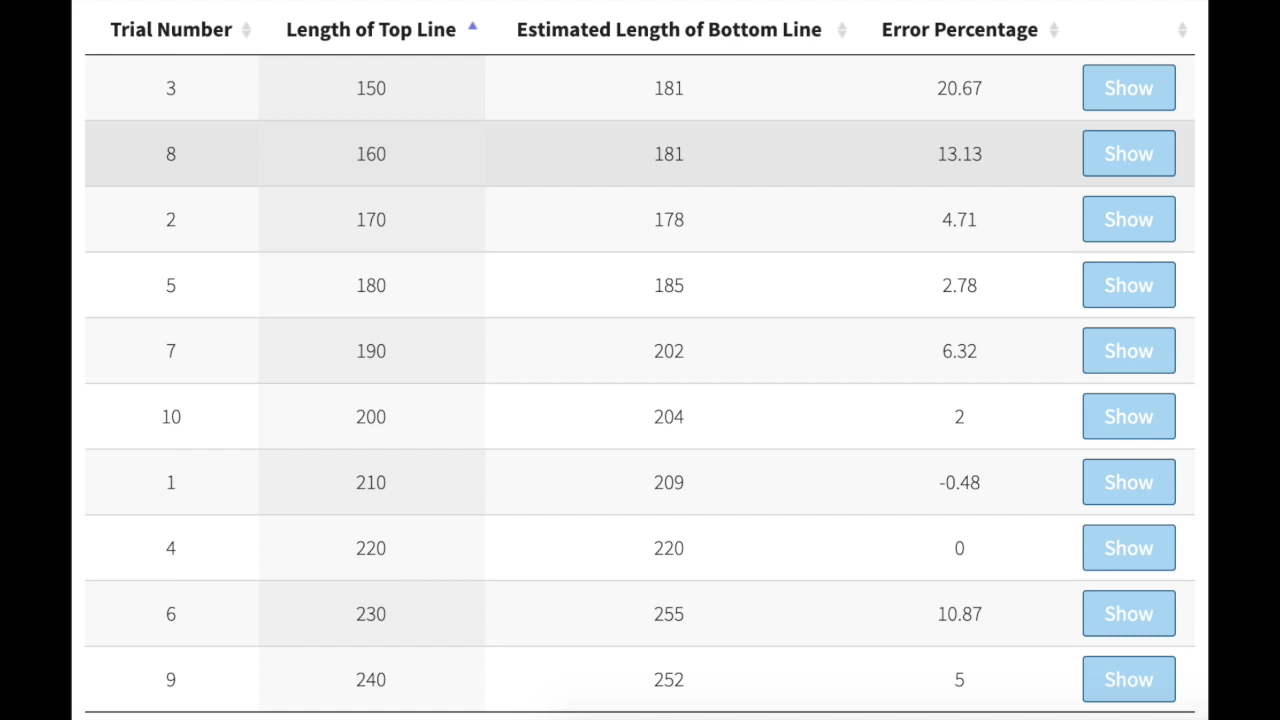 Trial Number Length of Top Line Estimated Length of Bottom Line Error Percentage
3 150 181 20.67 Show
8 160 181 13.13 Show
2 170 178 4.71 Show
5 180 185 2.78 Show
7 190 202 6.32 Show
10 200 204 2 Show
1 210 209 -0.48 Show
4 220 220 0 Show
6 230 255 10.87 Show
9 240 252 5 Show